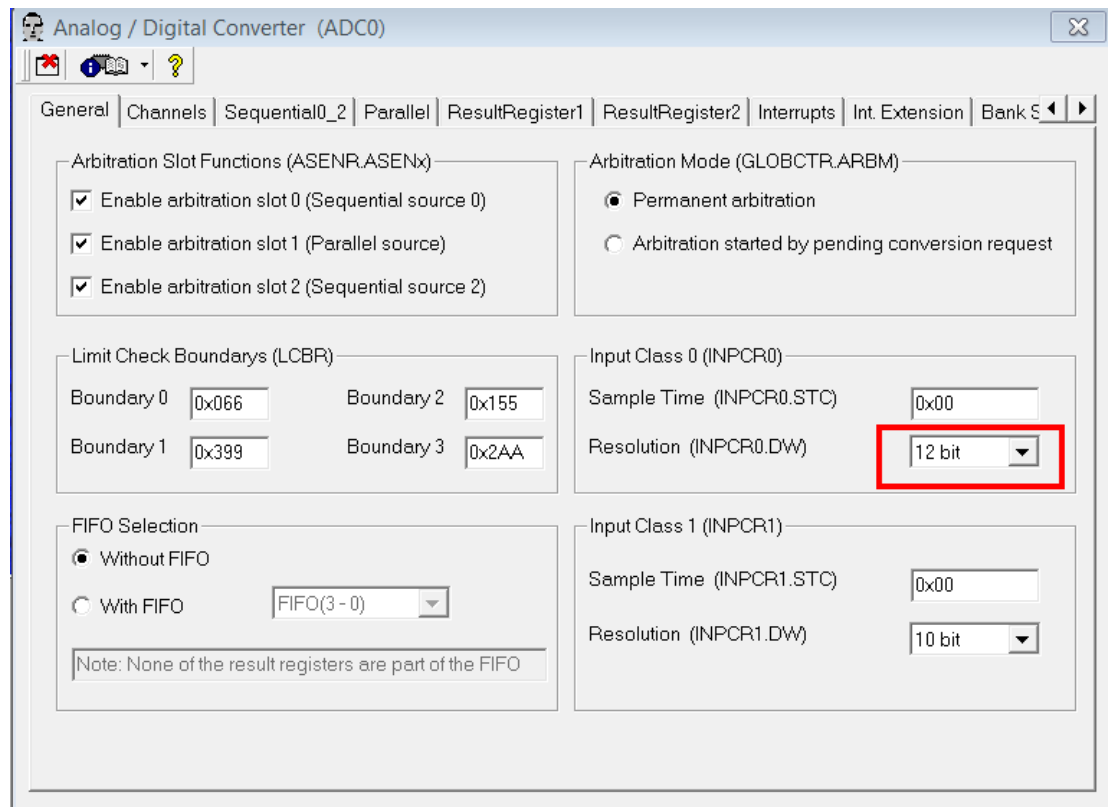 Analog / Digital Converter (ADC0)
General Channels Sequential0_2 Parallel ResultRegister1 ResultRegister2 Interrupts Int. Extension Bank S
Arbitration Slot Functions (ASENR.ASENx)
Enable arbitration slot 0 (Sequential source 0)
Enable arbitration slot 1 (Parallel source)
Enable arbitration slot 2 (Sequential source 2)
Arbitration Mode (GLOBCTR.ARBM)
Permanent arbitration
Arbitration started by pending conversion request
Limit Check Boundarys (LCBR)
Boundary 0 0x066 Boundary 2 0x155
Boundary 1 0x399 Boundary 3 0x2AA
Input Class 0 (INPCR0)
Sample Time (INPCR0.STC) 0x00
Resolution (INPCR0.DW) 12 bit
FIFO Selection
Without FIFO
With FIFO FIFO(3 - 0)
Note: None of the result registers are part of the FIFO
Input Class 1 (INPCR1)
Sample Time (INPCR1.STC) 0x00
Resolution (INPCR1.DW) 10 bit